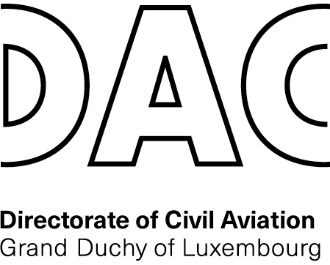 DAC
Directorate of Civil Aviation
Grand Duchy of Luxembourg